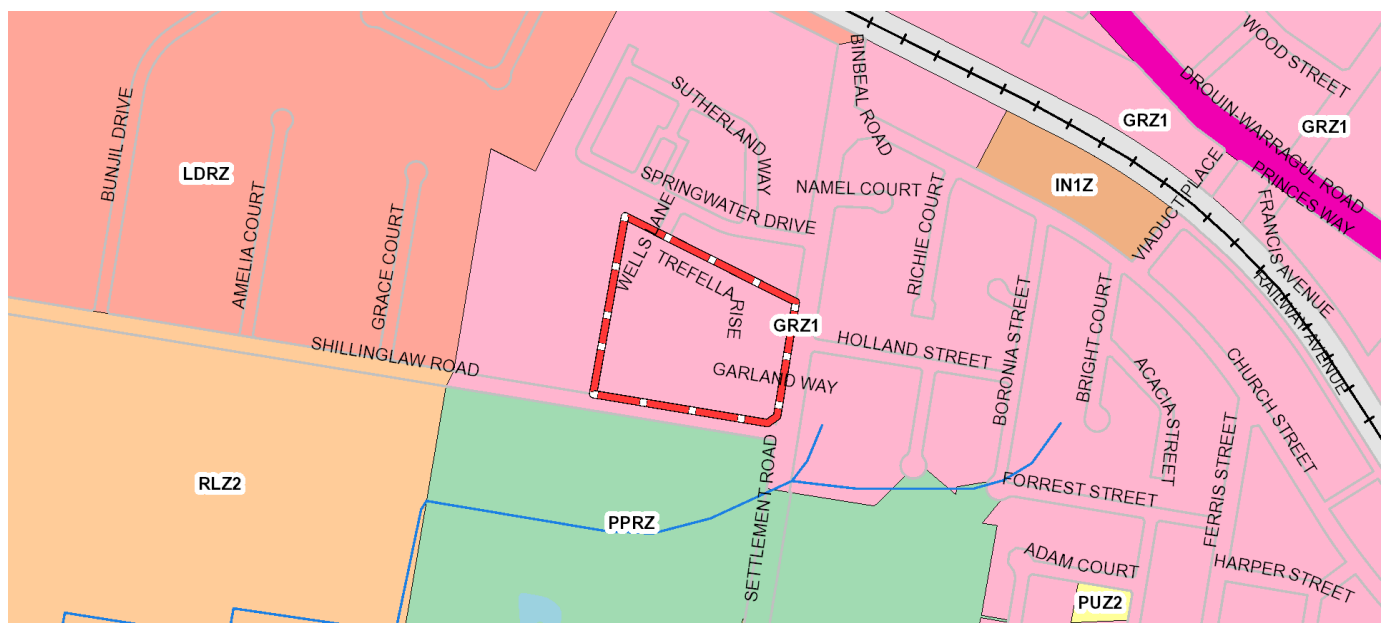 WOOD STREET
BINBEAL ROAD
DROUIN-WARRAGUL ROAD
SUTHERLAND WAY
BUNJIL DRIVE
GRZ1
GRZ1
LDRZ
AMELIA COURT
GRACE COURT
SPRINGWATER DRIVE
NAMEL COURT
RICHIE COURT
IN1Z
VIADUCT PLACE
PRINCES WAY
FRANCIS AVENUE
RAILWAY AVENUE
WELLS LANE
TREFELLA RISE
GRZ1
BORONIA STREET
BRIGHT COURT
SHILLINGLAW ROAD
HOLLAND STREET
GARLAND WAY
ACACIA STREET
CHURCH STREET
RLZ2
PPRZ
SETTLEMENT ROAD
FORREST STREET
FERRIS STREET
ADAM COURT
HARPER STREET
PUZ2